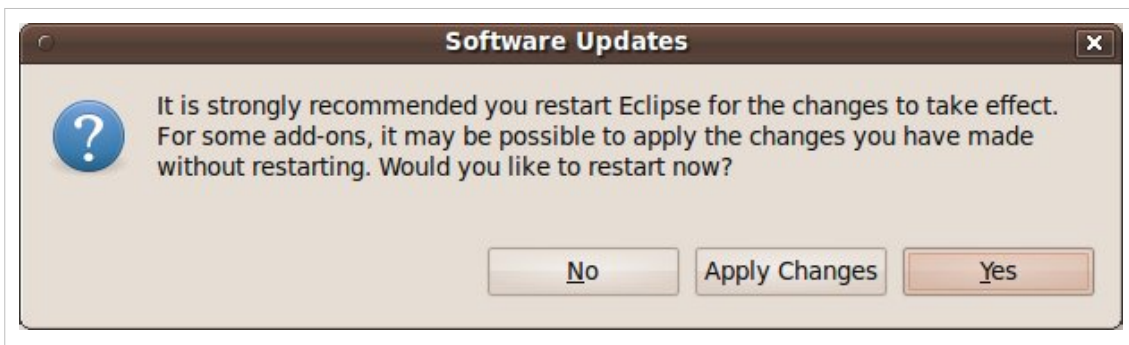 Software Updates
It is strongly recommended you restart Eclipse for the changes to take effect.
For some add-ons, it may be possible to apply the changes you have made
without restarting. Would you like to restart now?
No
Apply Changes
Yes